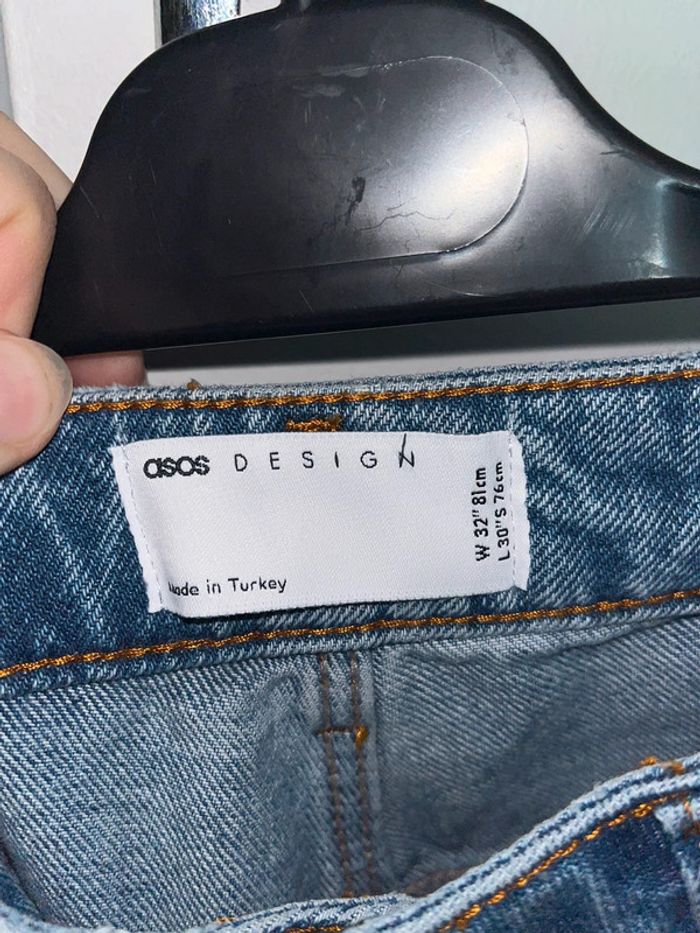 asos DESIGN
W 32" 81cm
L 30"S 76cm
Made in Turkey